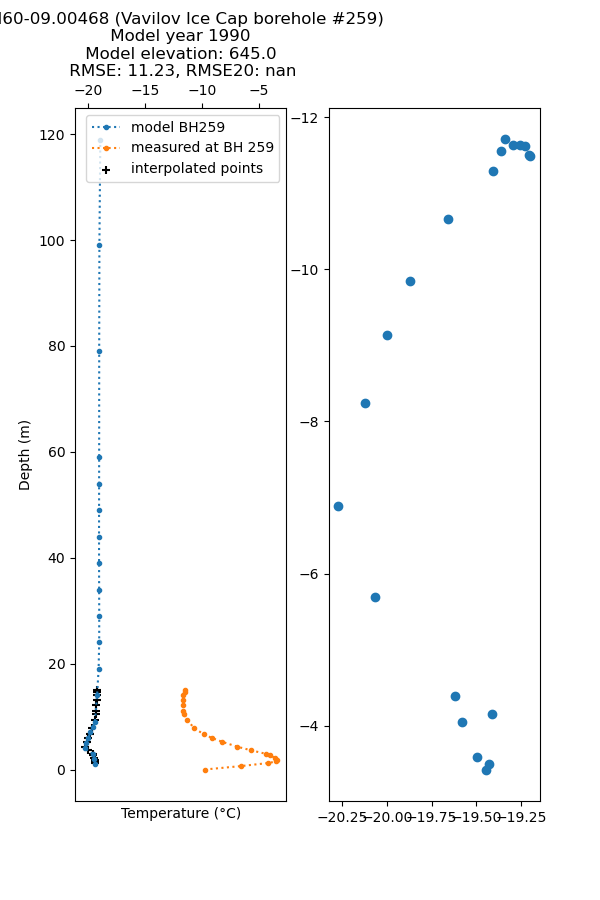 60-09.00468 (Vavilov Ice Cap borehole #259)
Model year 1990
Model elevation: 645.0
RMSE: 11.23, RMSE20: nan
−20 −15 −10 −5
model BH259
measured at BH 259
interpolated points
120
100
80
60
40
20
0
Depth (m)
Temperature (°C)
−12
−10
−8
−6
−4
−20.25 −20.00 −19.75 −19.50 −19.25